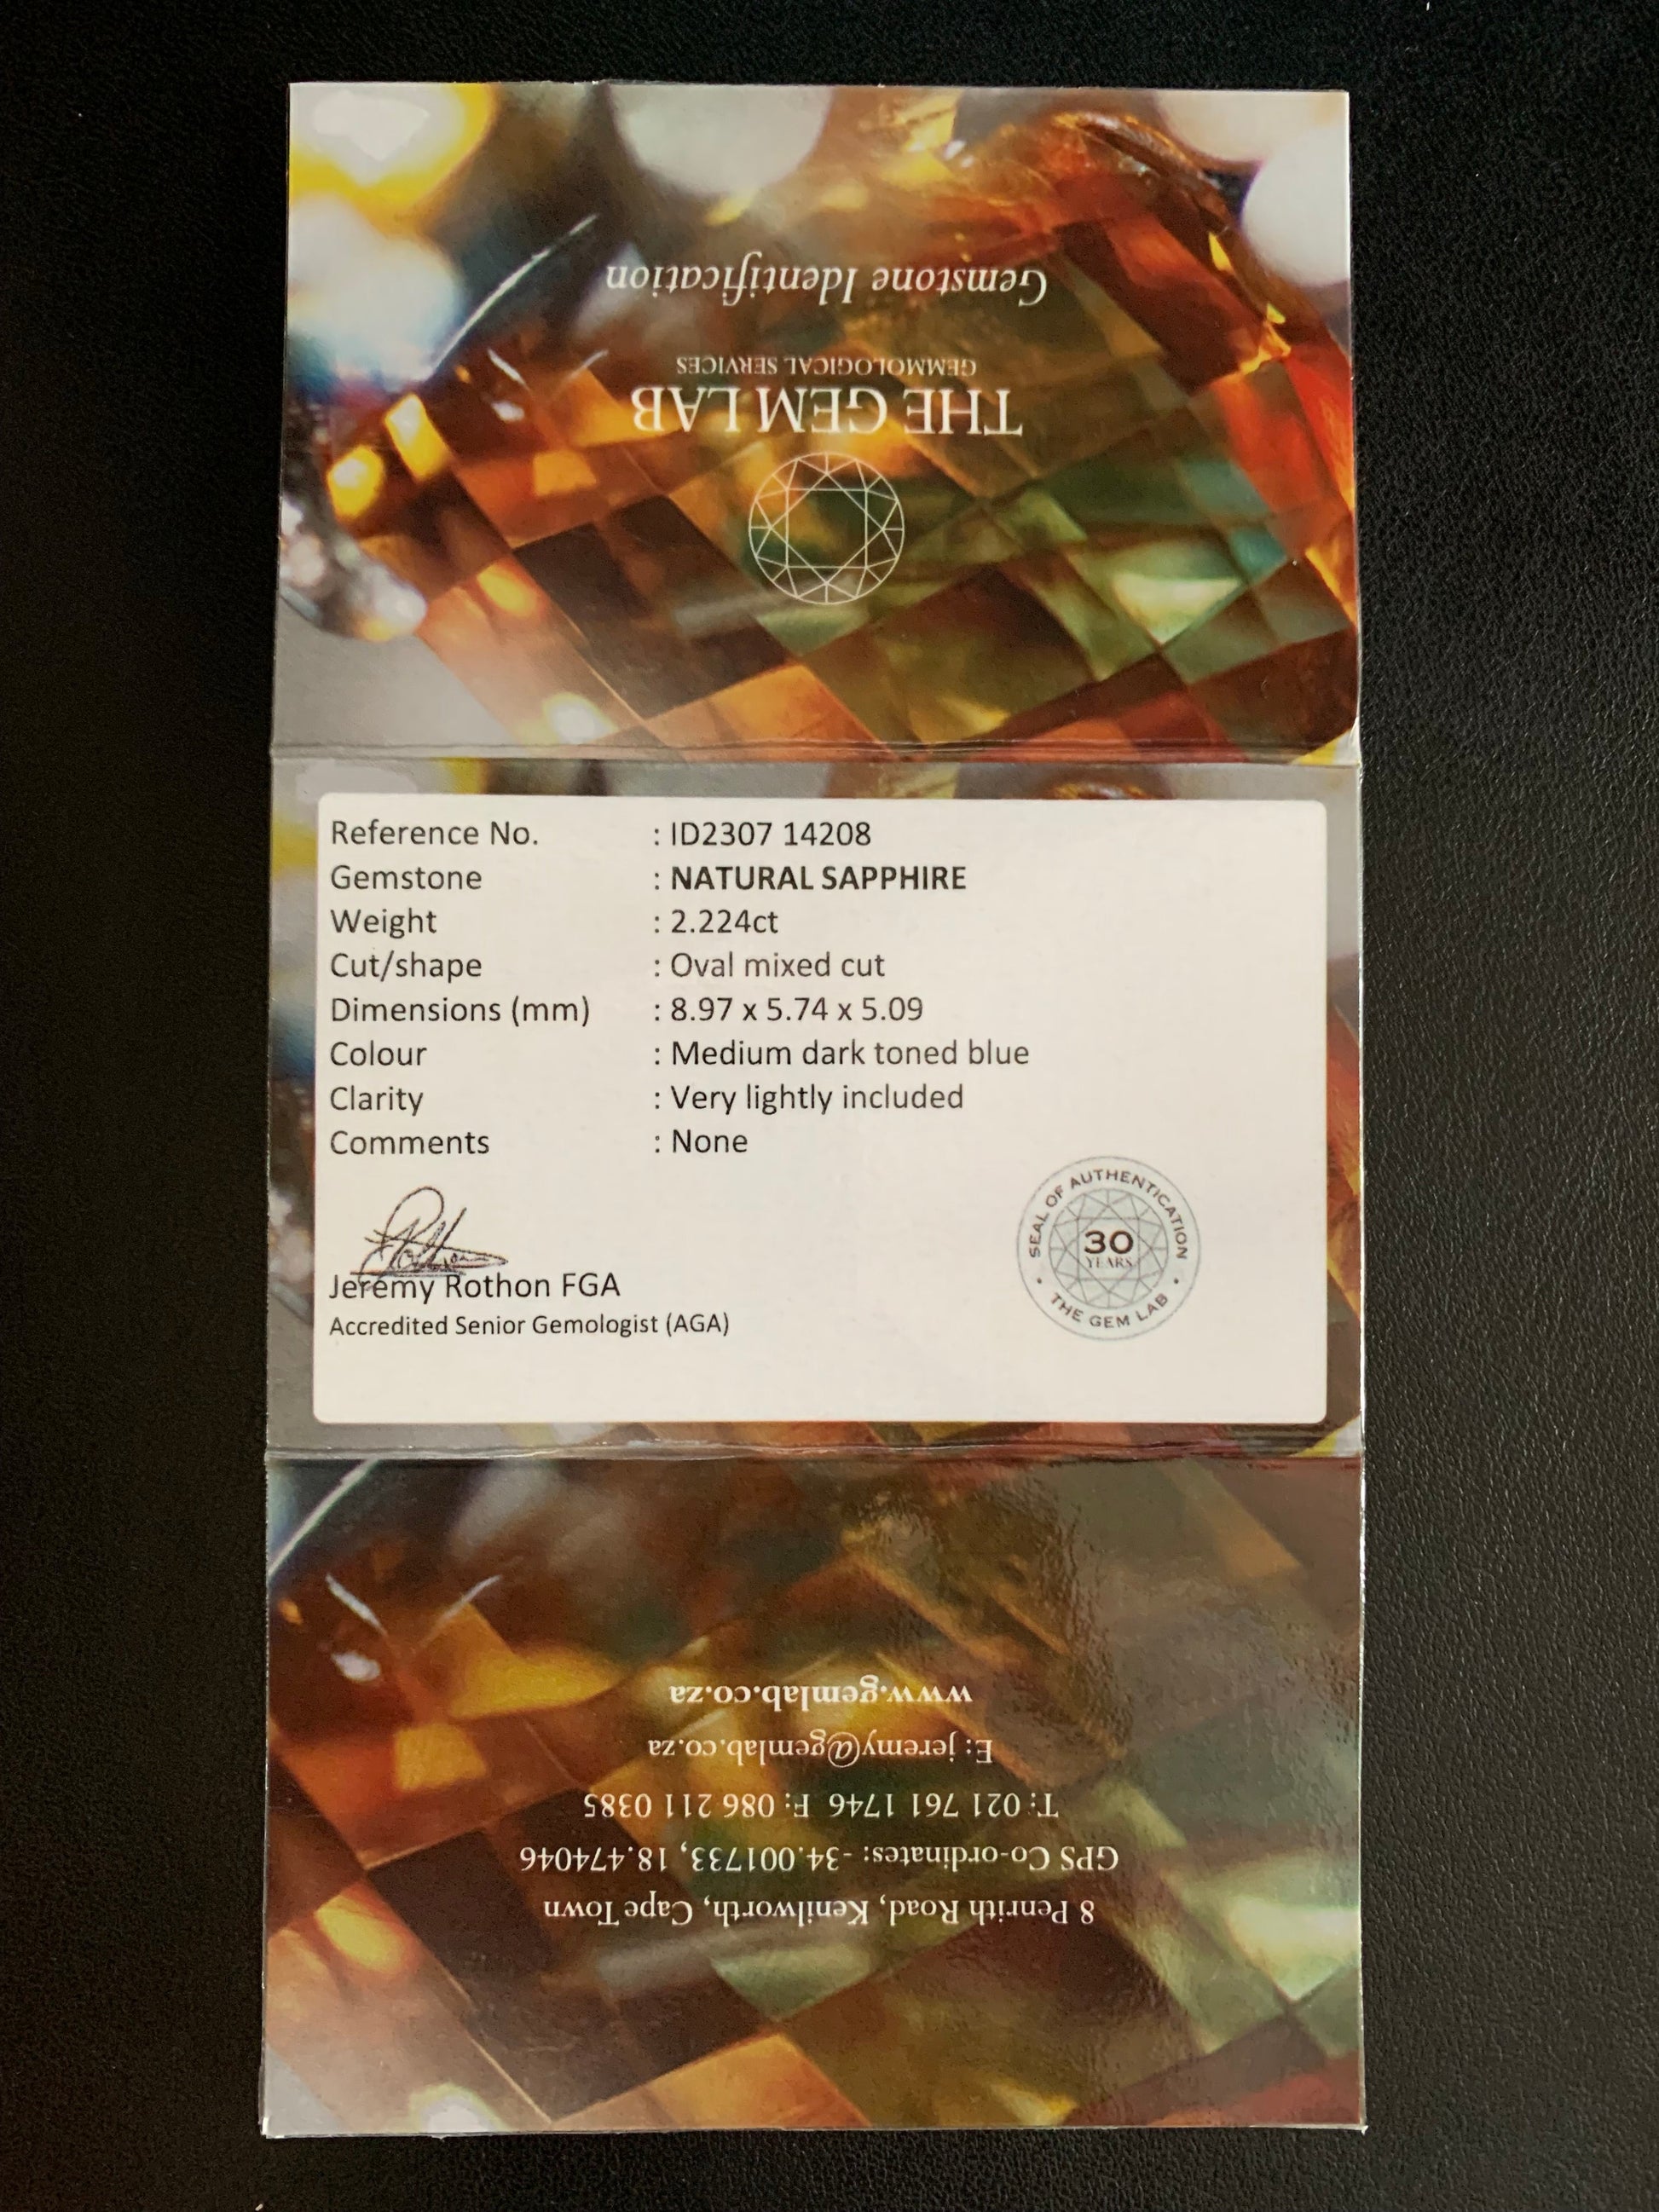 Gemstone Identification
GEMMOLOGICAL SERVICES
THE GEM LAB
Reference No. : ID2307 14208
Gemstone : NATURAL SAPPHIRE
Weight : 2.224ct
Cut/shape : Oval mixed cut
Dimensions (mm) : 8.97 x 5.74 x 5.09
Colour : Medium dark toned blue
Clarity : Very lightly included
Comments : None
Jeremy Rothon FGA
Accredited Senior Gemologist (AGA)
SEAL OF AUTHENTICATION
30
YEARS
THE GEM LAB
8 Penrith Road, Kenilworth, Cape Town
GPS Co-ordinates: -34.001733, 18.474046
T: 021 761 1746 F: 086 211 0385
E: jeremy@gemlab.co.za
www.gemlab.co.za